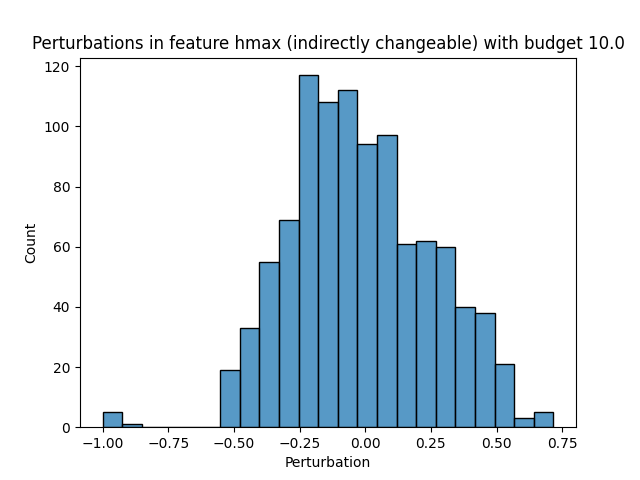 Perturbations in feature hmax (indirectly changeable) with budget 10.0
120
100
80
60
40
20
0
Count
−1.00 −0.75 −0.50 −0.25 0.00 0.25 0.50 0.75
Perturbation